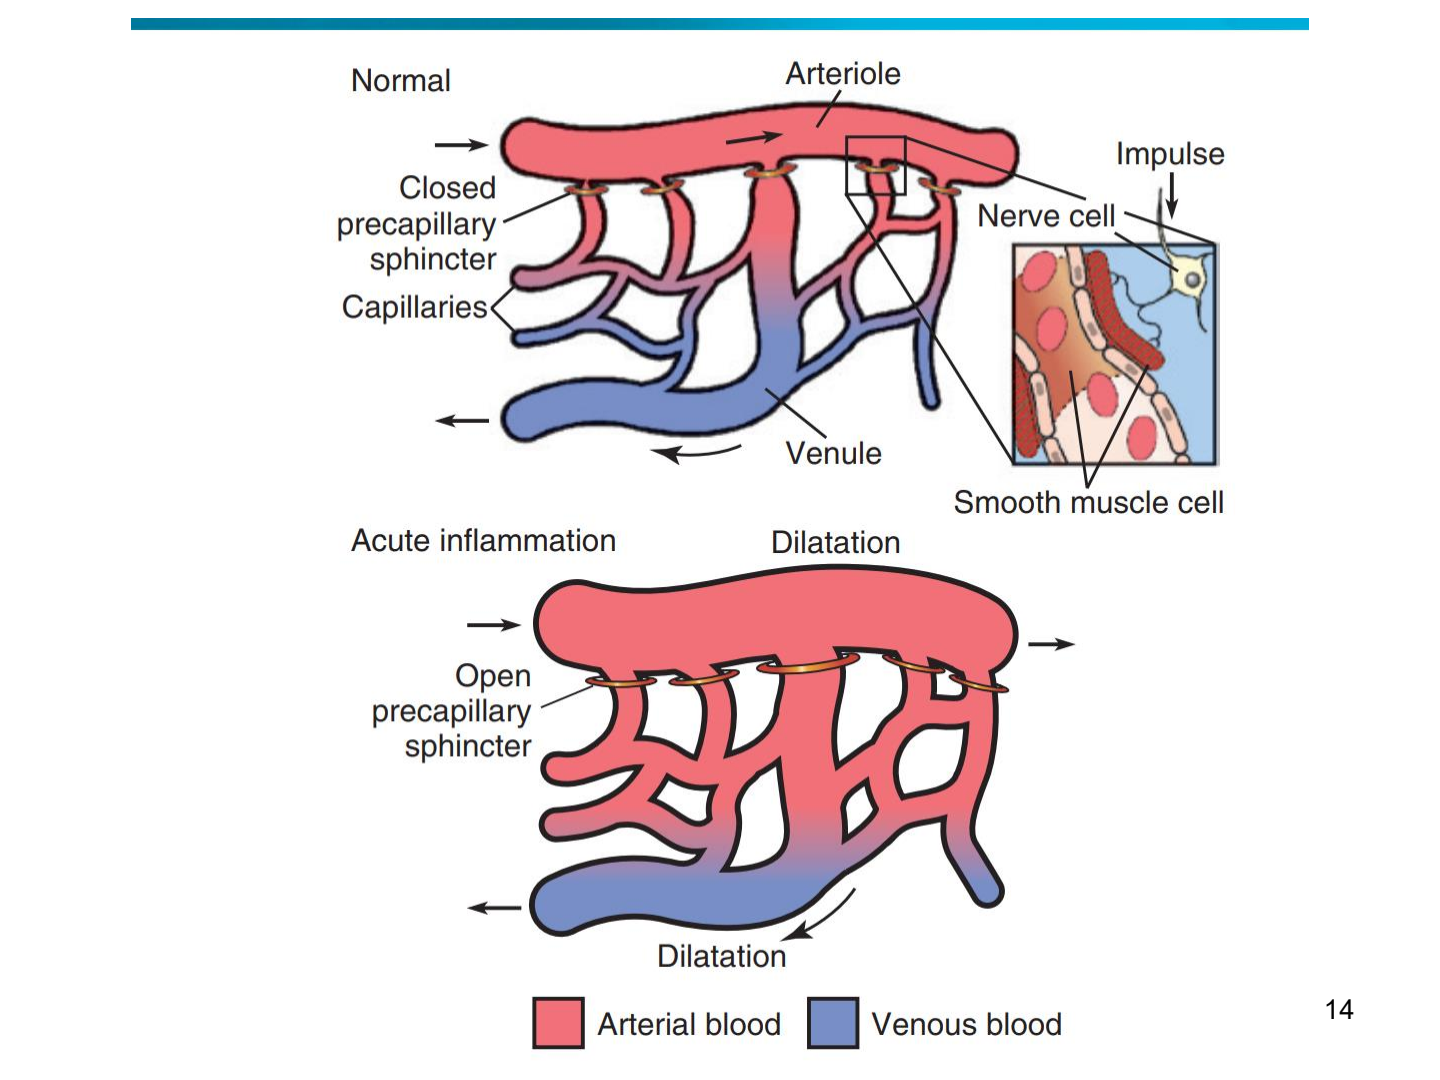 Normal
Arteriole
Impulse
Closed
precapillary
sphincter
Nerve cell
Capillaries
Venule
Smooth muscle cell
Acute inflammation
Dilatation
Open
precapillary
sphincter
Dilatation
Arterial blood
Venous blood
14